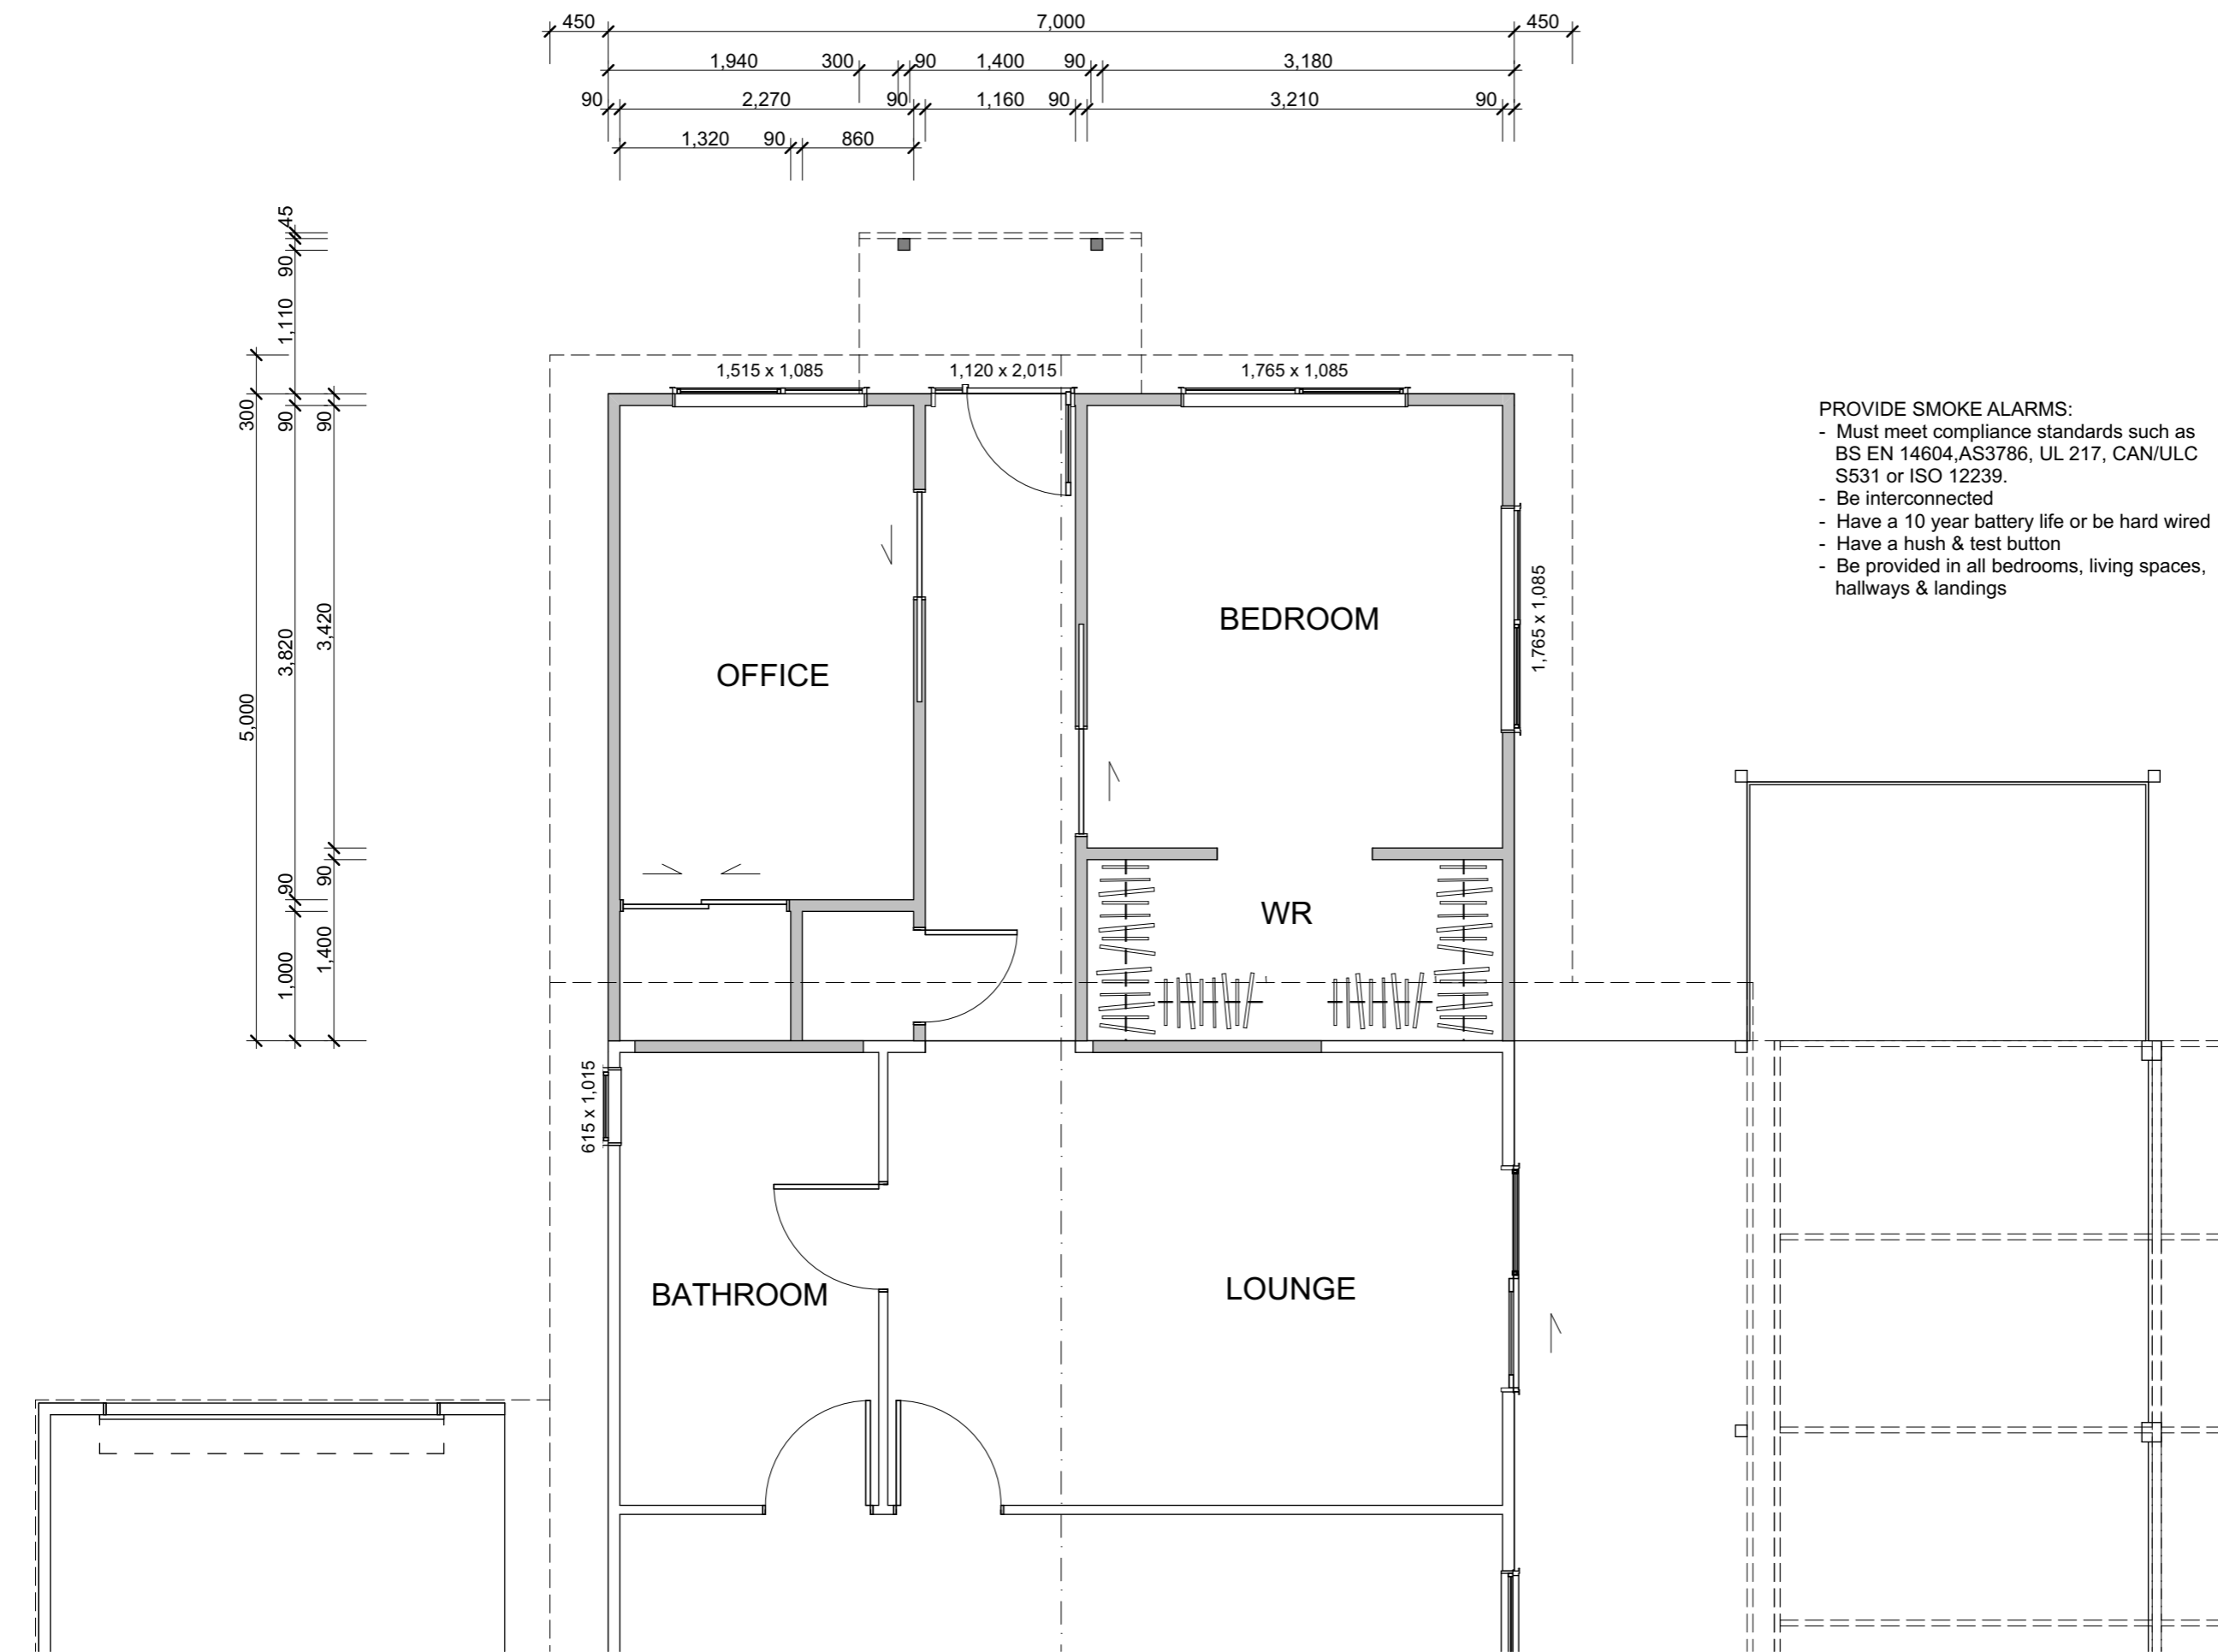 450 7,000 450
1,940 300 90 1,400 90 3,180
90 2,270 90 1,160 90 3,210 90
1,320 90 860
45
90
1,110
300
90
90
5,000
3,820
3,420
90
90
1,000
1,400
1,515 x 1,085 1,120 x 2,015 1,765 x 1,085
PROVIDE SMOKE ALARMS:
- Must meet compliance standards such as
BS EN 14604,AS3786, UL 217, CAN/ULC
S531 or ISO 12239.
- Be interconnected
- Have a 10 year battery life or be hard wired
- Have a hush & test button
- Be provided in all bedrooms, living spaces,
hallways & landings
1,765 x 1,085
BEDROOM
OFFICE
WR
615 x 1,015
BATHROOM
LOUNGE